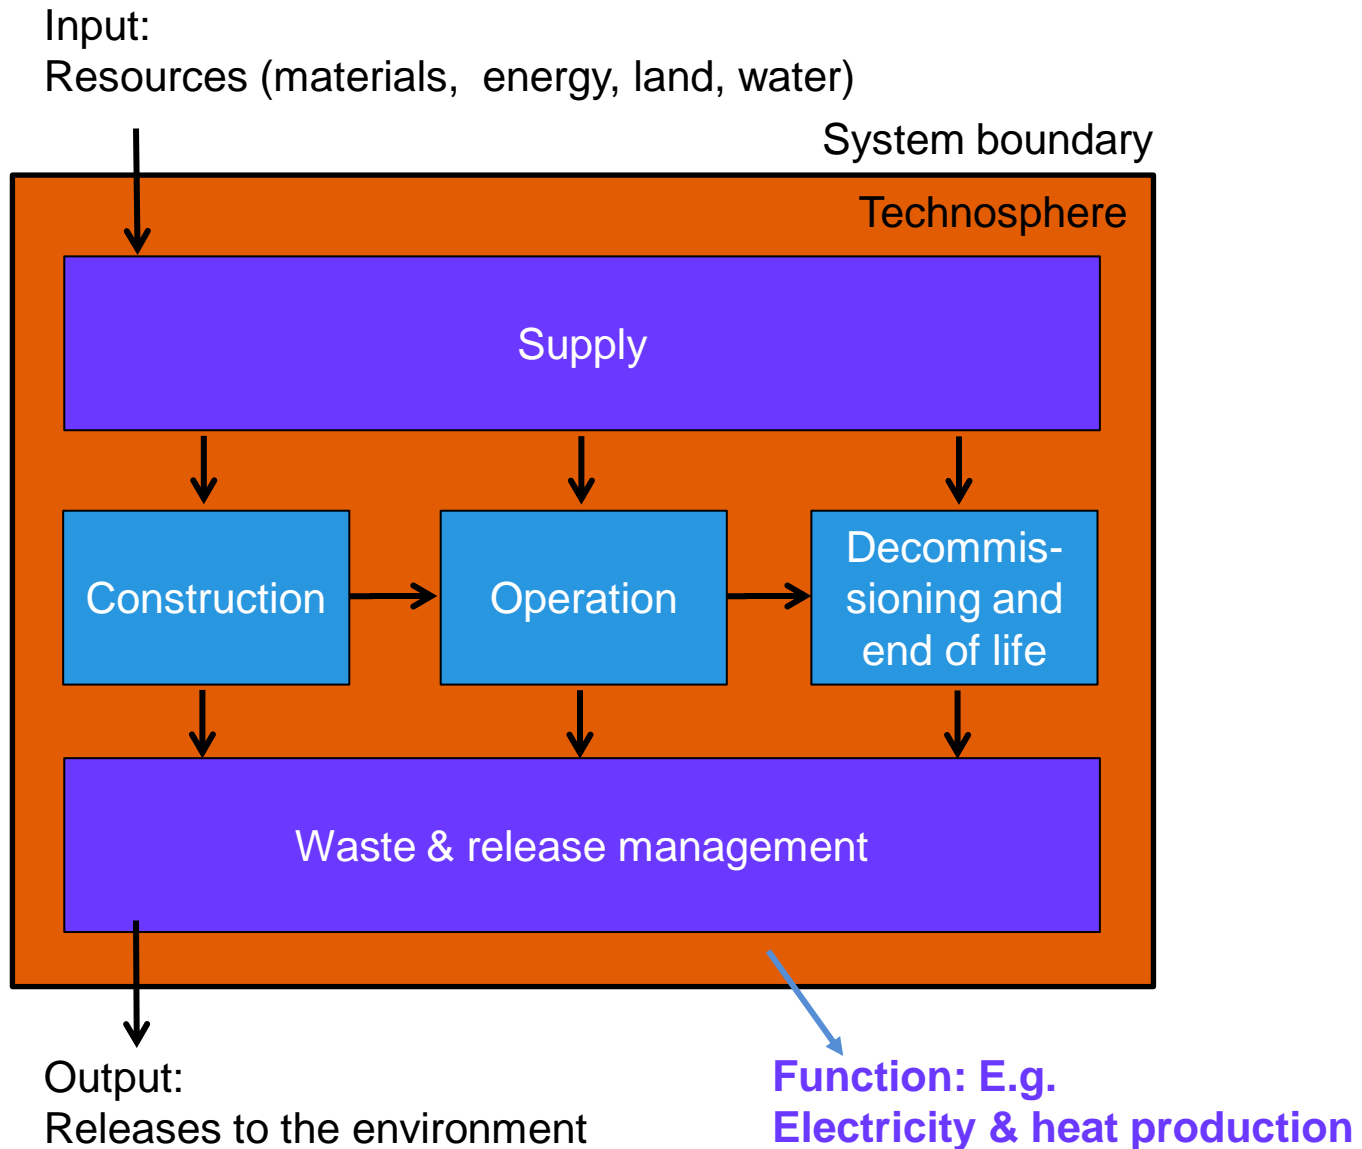 Input:
Resources (materials, energy, land, water)
System boundary
Technosphere
Supply
Construction
Operation
Decommis-
sioning and
end of life
Waste & release management
Output:
Releases to the environment
Function: E.g.
Electricity & heat production